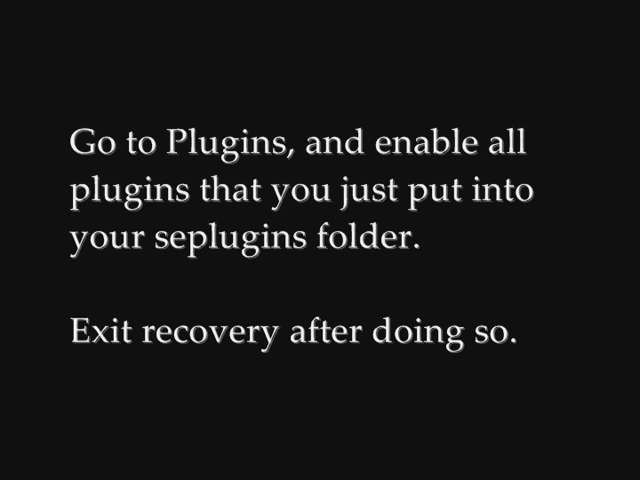 Go to Plugins, and enable all
plugins that you just put into
your seplugins folder.
Exit recovery after doing so.